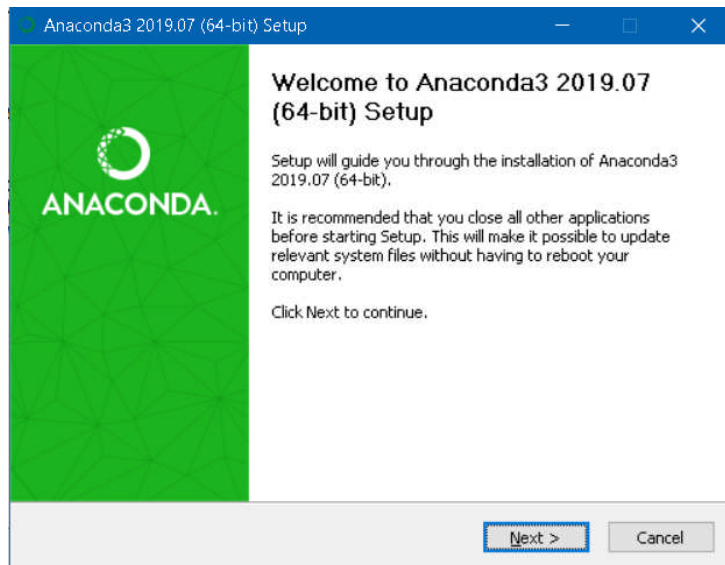 Anaconda3 2019.07 (64-bit) Setup
Welcome to Anaconda3 2019.07
(64-bit) Setup
Setup will guide you through the installation of Anaconda3
2019.07 (64-bit).
It is recommended that you close all other applications
before starting Setup. This will make it possible to update
relevant system files without having to reboot your
computer.
Click Next to continue.
ANACONDA.
Next >
Cancel